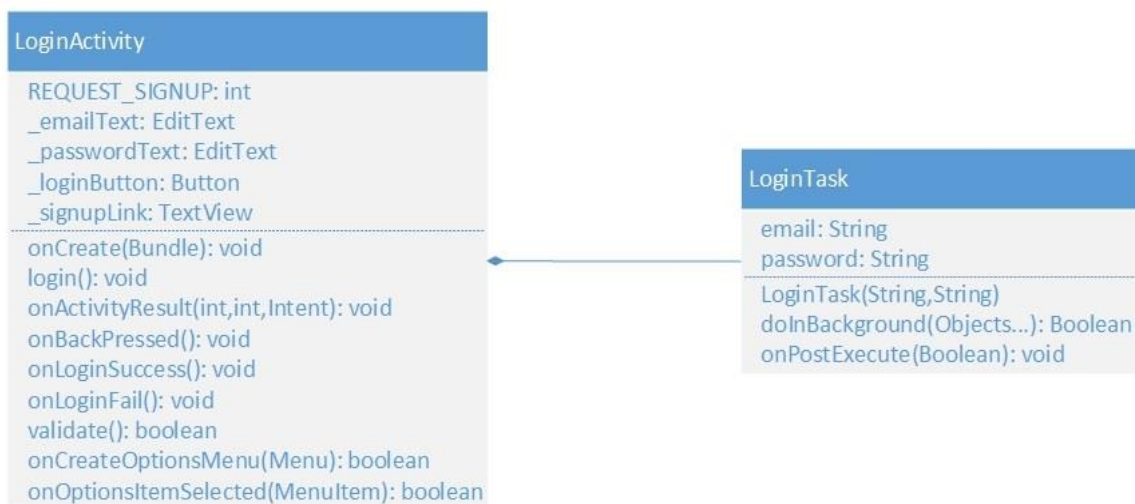 LoginActivity
REQUEST_SIGNUP: int
_emailText: EditText
_passwordText: EditText
_loginButton: Button
_signupLink: TextView
onCreate(Bundle): void
login(): void
onActivityResult(int,int,Intent): void
onBackPressed(): void
onLoginSuccess(): void
onLoginFail(): void
validate(): boolean
onCreateOptionsMenu(Menu): boolean
onOptionsItemSelected(MenuItem): boolean
LoginTask
email: String
password: String
LoginTask(String,String)
doInBackground(Objects...): Boolean
onPostExecute(Boolean): void